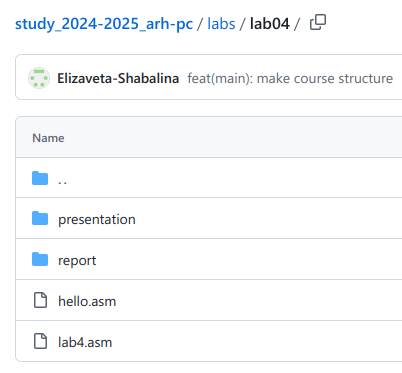 study_2024-2025_arh-pc / labs / lab04 /
Elizaveta-Shabalina feat(main): make course structure
Name
..
presentation
report
hello.asm
lab4.asm